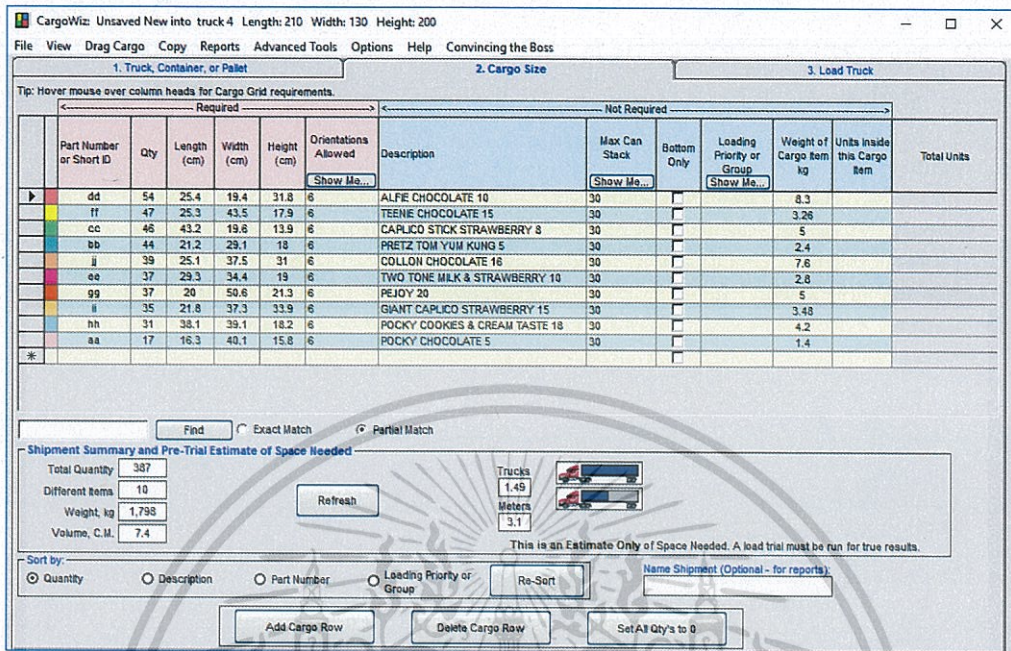 CargoWiz Unsaved New into truck 4 Length: 210 Width: 130 Height: 200
File View Drag Cargo Copy Reports Advanced Tools Options Help Convincing the Boss
1. Truck, Container, or Pallet 2. Cargo Size 3. Load Truck
Tip: Hover mouse over column heads for Cargo Grid requirements.
Required Not Required
Part Number or Short ID Qty Length (cm) Width (cm) Height (cm) Orientations Allowed Show Me... Description Max Can Stack Show Me... Bottom Only Loading Priority or Group Show Me... Weight of Cargo Item kg Units Inside this Cargo Item Total Units
dd 54 25.4 19.4 31.8 6 ALFIE CHOCOLATE 10 30 8.3
ff 47 25.3 43.5 17.9 6 TEENIE CHOCOLATE 15 30 3.26
cc 46 43.2 19.6 13.9 6 CAPLICO STICK STRAWBERRY 8 30 5
bb 44 21.2 29.1 18 6 PRETZ TOM YUM KUNG 5 30 2.4
jj 39 25.1 37.5 31 6 COLLON CHOCOLATE 16 30 7.6
ee 37 29.3 34.4 19 6 TWO TONE MILK & STRAWBERRY 10 30 2.8
gg 37 20 50.6 21.3 6 PEJOY 20 30 5
ii 35 21.8 37.3 33.9 6 GIANT CAPLICO STRAWBERRY 15 30 3.48
hh 31 38.1 39.1 18.2 6 POCKY COOKIES & CREAM TASTE 18 30 4.2
aa 17 16.3 40.1 15.8 6 POCKY CHOCOLATE 5 30 1.4
Find Exact Match Partial Match
Shipment Summary and Pre-Trial Estimate of Space Needed
Total Quantity 387
Different Items 10
Weight, kg 1,798
Volume, C.M. 7.4
Refresh
Trucks
1.49
Meters
3.1
This is an Estimate Only of Space Needed. A load trial must be run for true results.
Sort by:
Quantity Description Part Number Loading Priority or Group Re-Sort
Name Shipment (Optional - for reports):
Add Cargo Row Delete Cargo Row Set All Qty's to 0